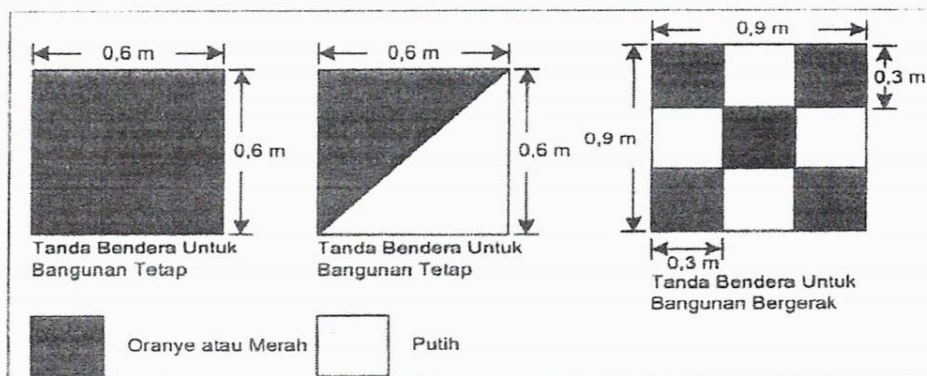 0,6 m
0,6 m
Tanda Bendera Untuk
Bangunan Tetap
0,6 m
0,6 m
Tanda Bendera Untuk
Bangunan Tetap
0,9 m
0,3 m
0,9 m
0,3 m
Tanda Bendera Untuk
Bangunan Bergerak
Oranye atau Merah
Putih